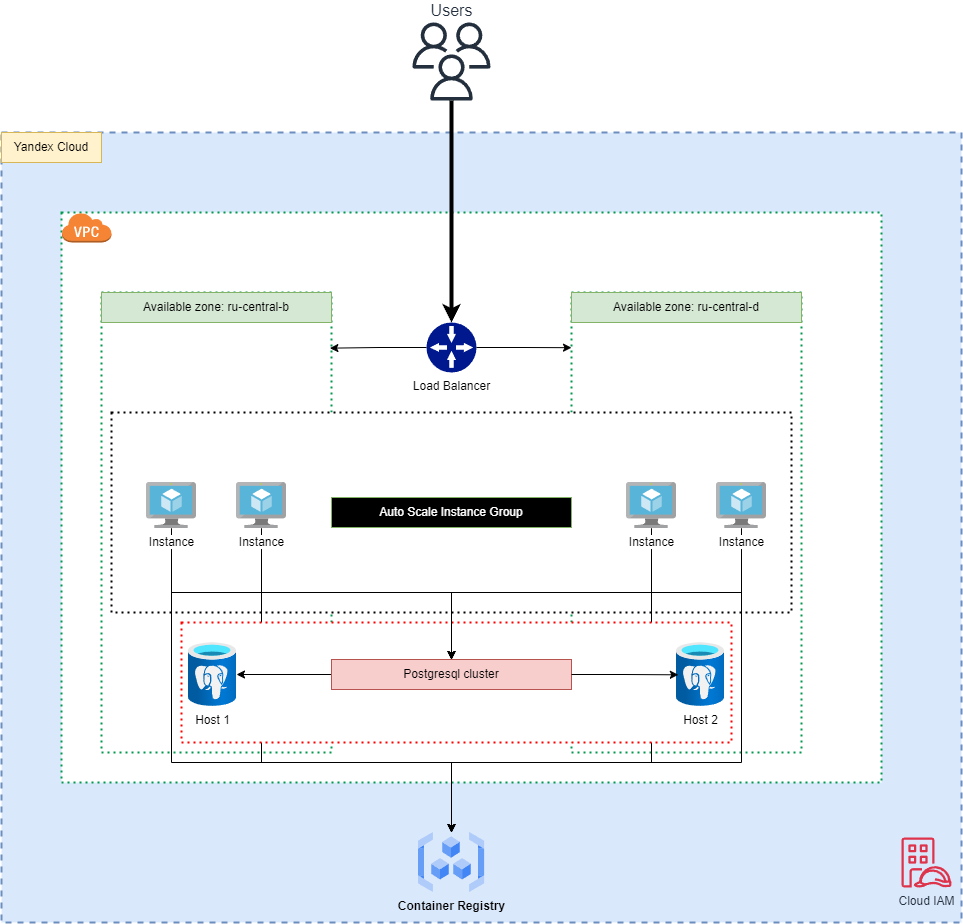 Users
Yandex Cloud
VPC
Available zone: ru-central-b
Available zone: ru-central-d
Load Balancer
Auto Scale Instance Group
Instance
Instance
Instance
Instance
Postgresql cluster
Host 1
Host 2
Container Registry
Cloud IAM